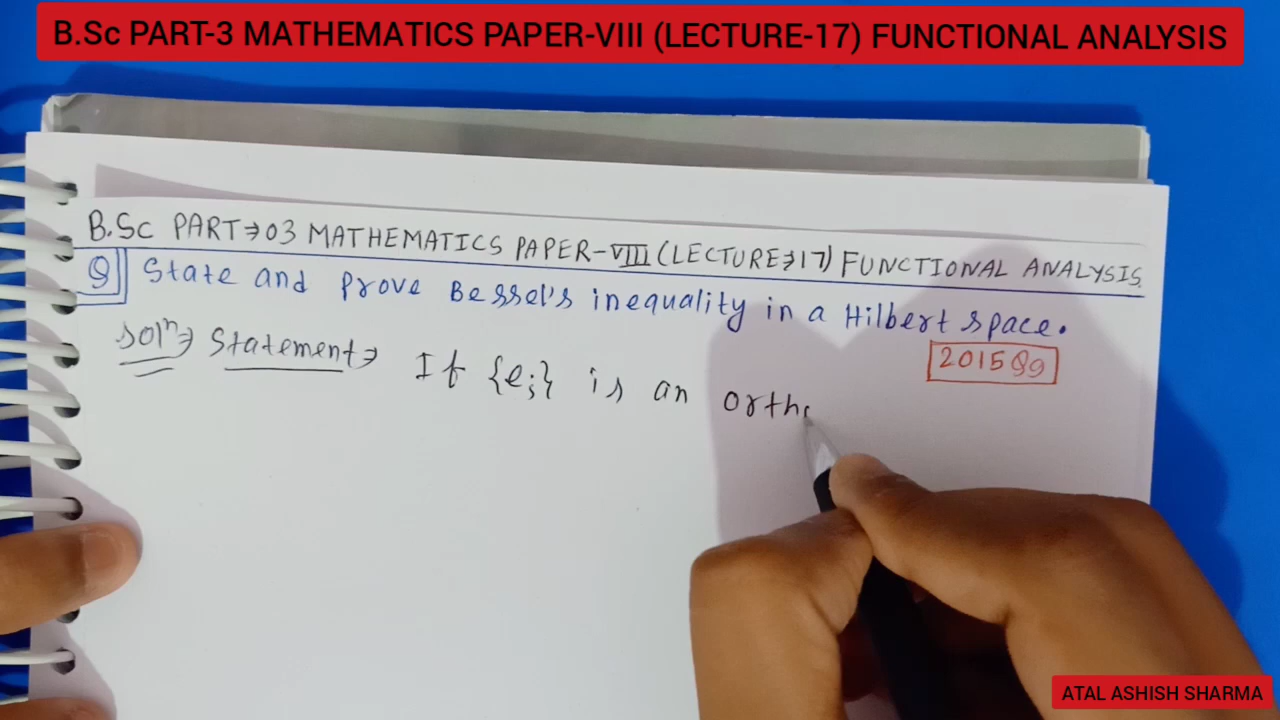 B.Sc PART-3 MATHEMATICS PAPER-VIII (LECTURE-17) FUNCTIONAL ANALYSIS
B.Sc PART→03 MATHEMATICS PAPER-VIII (LECTURE→17) FUNCTIONAL ANALYSIS.
Q State and Prove Bessel's inequality in a Hilbert space.
2015 Q9
Solⁿ⇒ Statement⇒ If {ei} is an ortho
ATAL ASHISH SHARMA